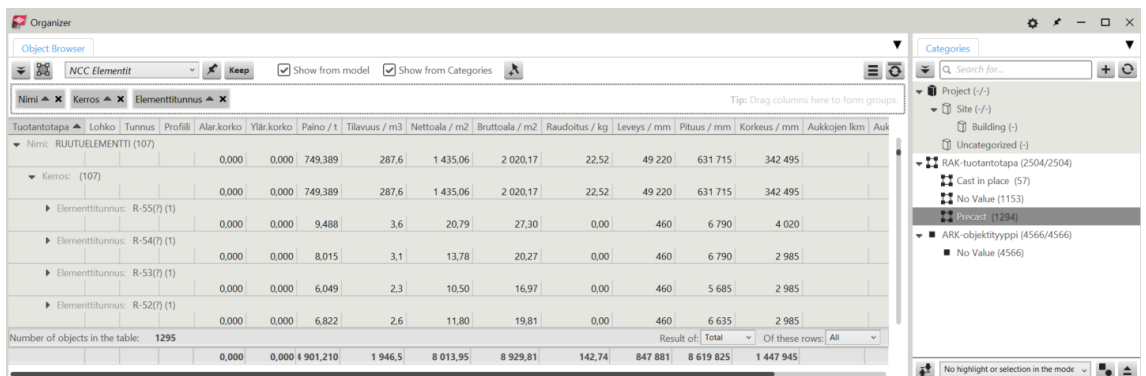 Organizer
Object Browser
NCC Elementit Keep Show from model Show from Categories
Nimi Kerros Elementtitunnus Tip: Drag columns here to form groups.
Tuotantotapa Lohko Tunnus Profiili Alar.korko Ylär.korko Paino / t Tilavuus / m3 Nettoala / m2 Bruttoala / m2 Raudoitus / kg Leveys / mm Pituus / mm Korkeus / mm Aukkojen lkm Auk
Nimi: RUUTUELEMENTTI (107)
0,000 0,000 749,389 287,6 1 435,06 2 020,17 22,52 49 220 631 715 342 495
Kerros: (107)
0,000 0,000 749,389 287,6 1 435,06 2 020,17 22,52 49 220 631 715 342 495
Elementtitunnus: R-55(?) (1)
0,000 0,000 9,488 3,6 20,79 27,30 0,00 460 6 790 4 020
Elementtitunnus: R-54(?) (1)
0,000 0,000 8,015 3,1 13,78 20,27 0,00 460 6 790 2 985
Elementtitunnus: R-53(?) (1)
0,000 0,000 6,049 2,3 10,50 16,97 0,00 460 5 685 2 985
Elementtitunnus: R-52(?) (1)
0,000 0,000 6,822 2,6 11,80 19,81 0,00 460 6 635 2 985
Number of objects in the table: 1295 Result of: Total Of these rows: All
0,000 0,000 4 901,210 1 946,5 8 013,95 8 929,81 142,74 847 881 8 619 825 1 447 945
Categories
Search for...
Project (-/-)
Site (-/-)
Building (-)
Uncategorized (-)
RAK-tuotantotapa (2504/2504)
Cast in place (57)
No Value (1153)
Precast (1294)
ARK-objektityyppi (4566/4566)
No Value (4566)
No highlight or selection in the mode